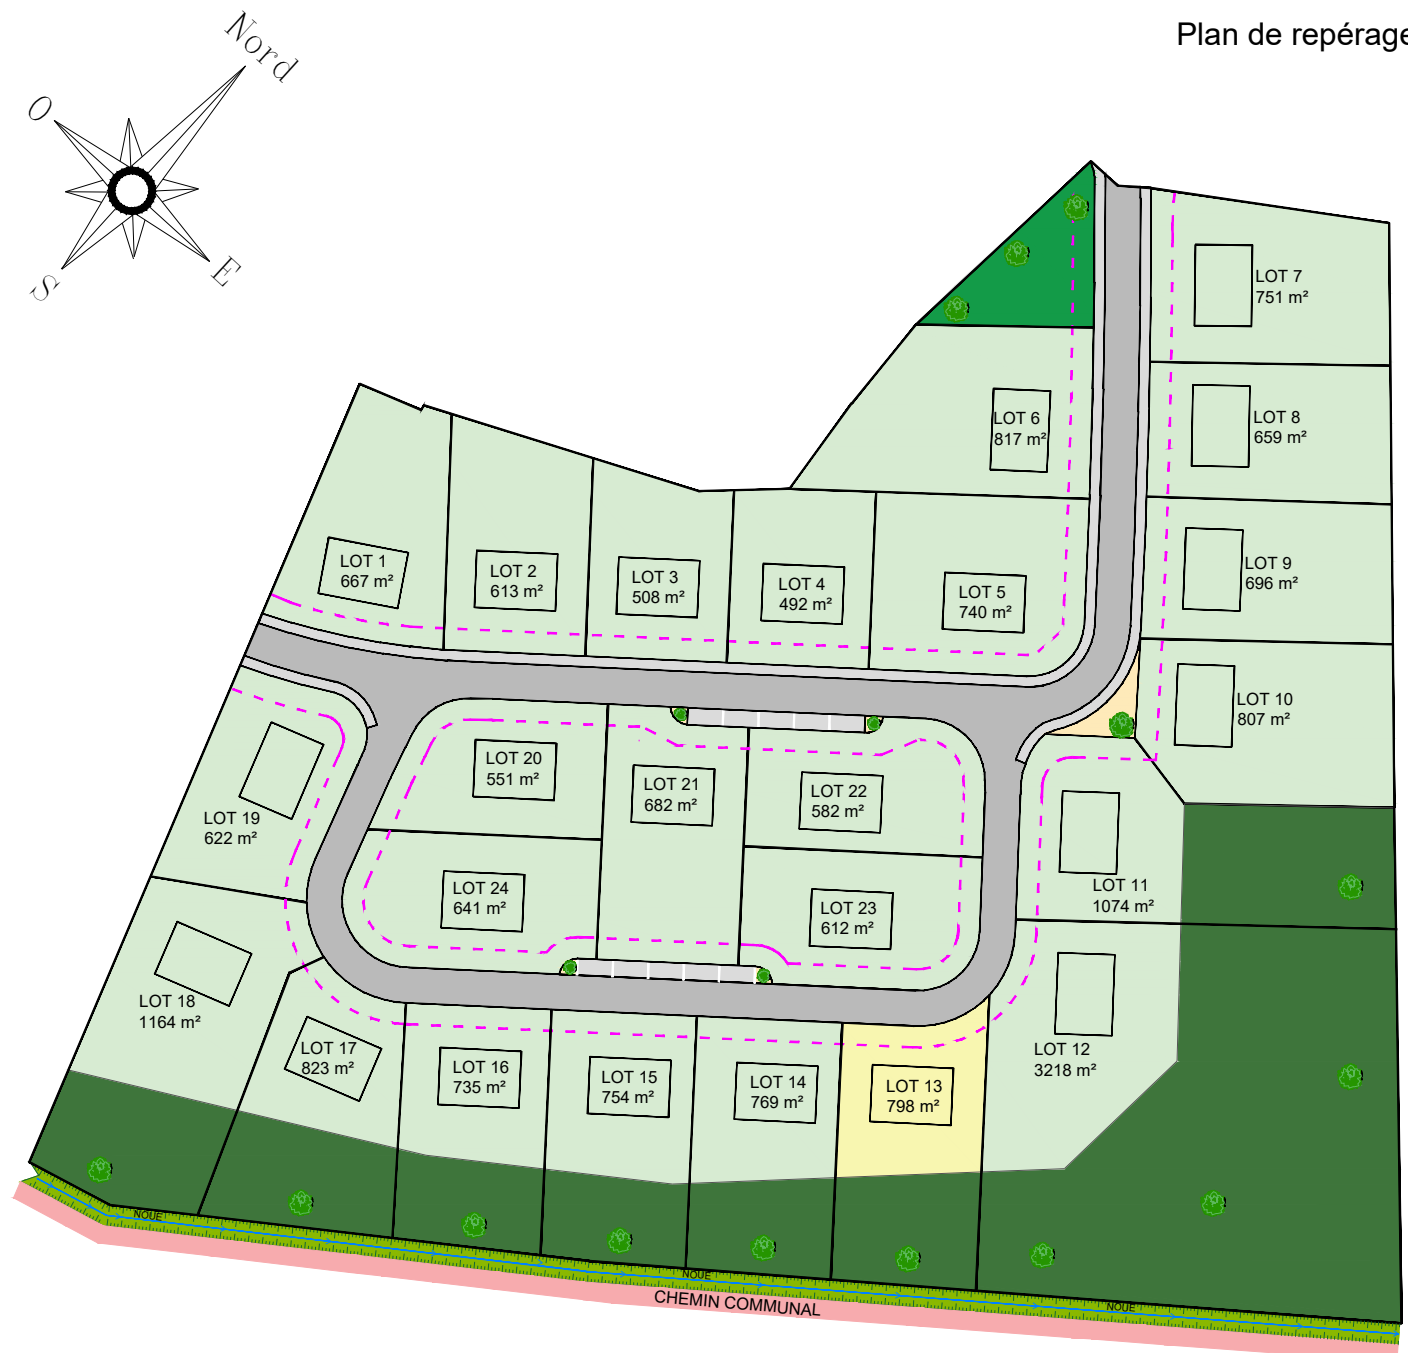 Plan de repérage
Nord
O
S
E
LOT 7
751 m²
LOT 6
817 m²
LOT 8
659 m²
LOT 1
667 m²
LOT 2
613 m²
LOT 3
508 m²
LOT 4
492 m²
LOT 5
740 m²
LOT 9
696 m²
LOT 10
807 m²
LOT 20
551 m²
LOT 21
682 m²
LOT 22
582 m²
LOT 19
622 m²
LOT 24
641 m²
LOT 23
612 m²
LOT 11
1074 m²
LOT 18
1164 m²
LOT 17
823 m²
LOT 16
735 m²
LOT 15
754 m²
LOT 14
769 m²
LOT 13
798 m²
LOT 12
3218 m²
NOUE
NOUE
NOUE
CHEMIN COMMUNAL